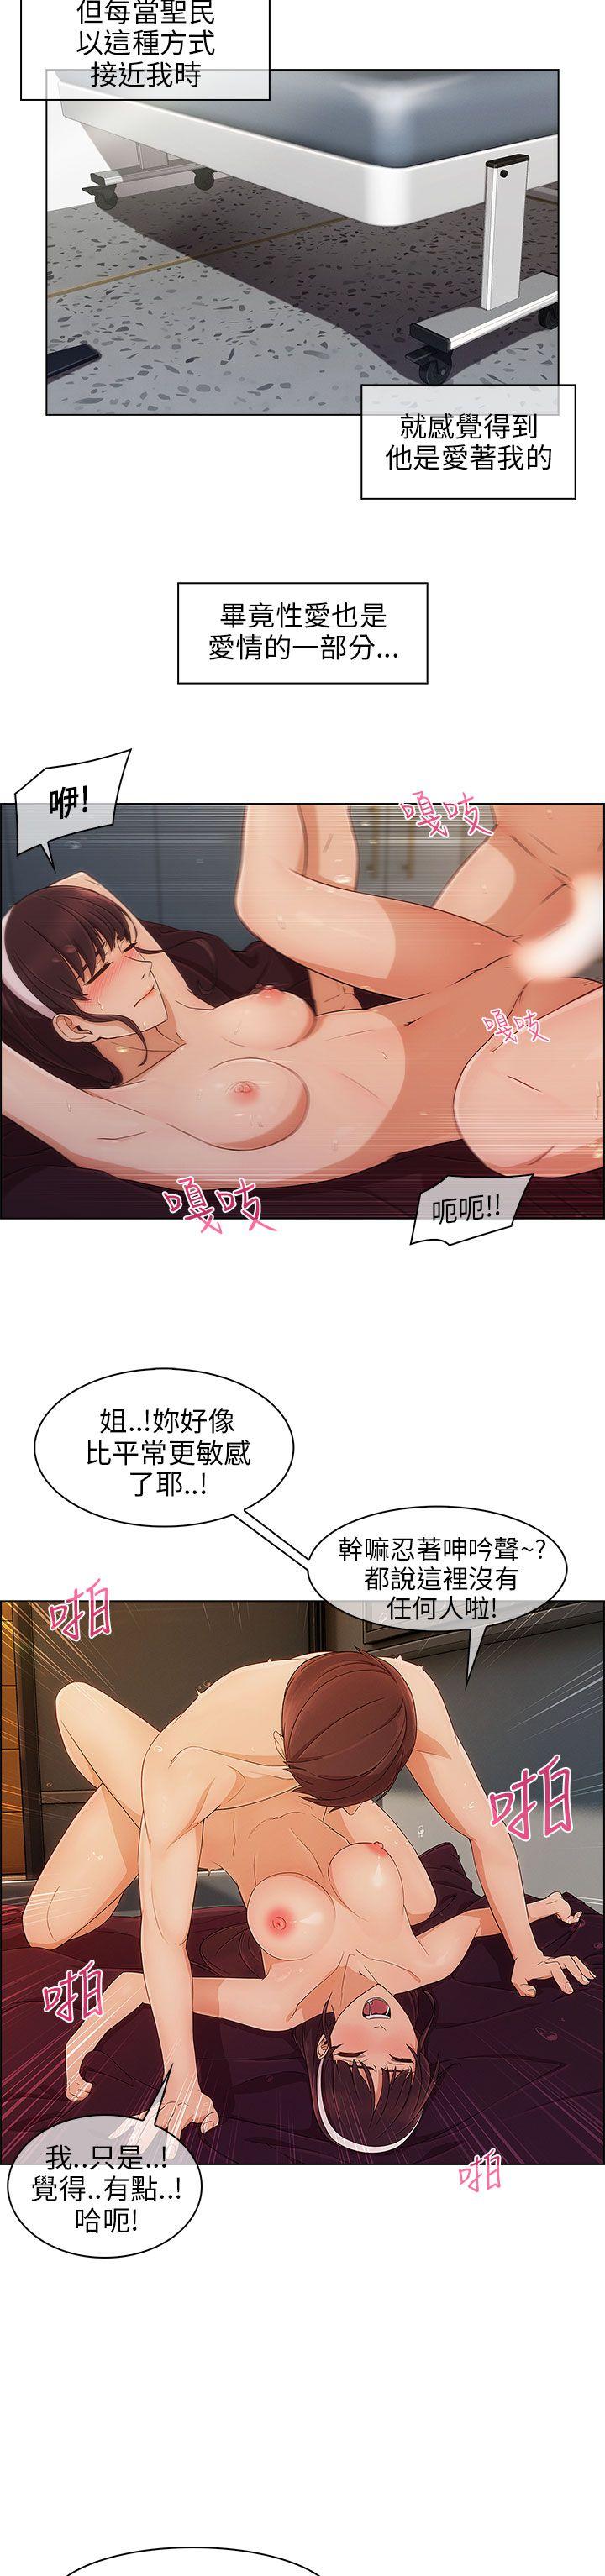 但每當聖民
以這種方式
接近我時
就感覺得到
他是愛著我的
畢竟性愛也是
愛情的一部分...
咿!
嘎吱
嘎吱
嘎吱
呃呃!!
姐..!妳好像
比平常更敏感
了耶..!
幹嘛忍著呻吟聲~?
都說這裡沒有
任何人啦!
啪
啪
啪
我..只是..!
覺得..有點..!
哈呃!
啪